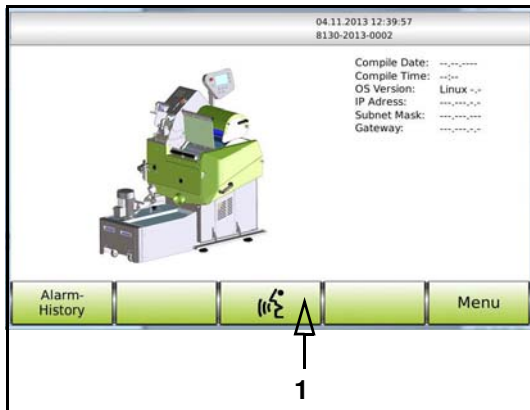 04.11.2013 12:39:57
8130-2013-0002
Compile Date: --.--.----
Compile Time: --:--
OS Version: Linux -.-
IP Adress: ---.---.-.-
Subnet Mask: ---.---.---
Gateway: ---.---.-.-
Alarm-
History
Menu
1